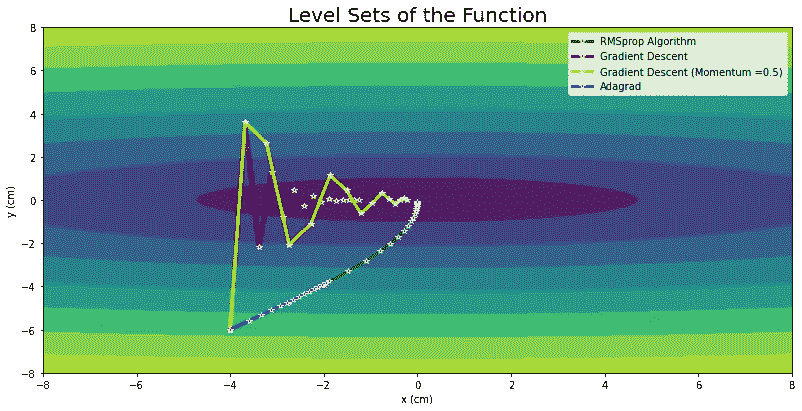 Level Sets of the Function
RMSprop Algorithm
Gradient Descent
Gradient Descent (Momentum =0.5)
Adagrad
8
6
4
2
0
−2
−4
−6
−8
y (cm)
−8
−6
−4
−2
0
2
4
6
8
x (cm)